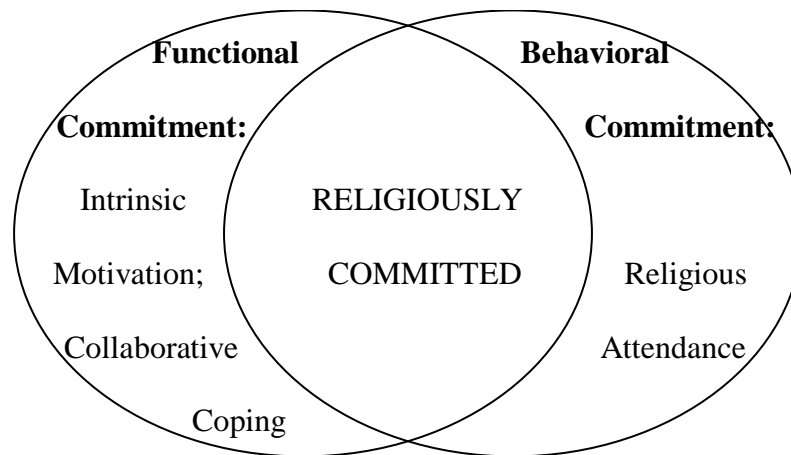 Functional
Commitment:
Intrinsic
Motivation;
Collaborative
Coping
RELIGIOUSLY
COMMITTED
Behavioral
Commitment:
Religious
Attendance